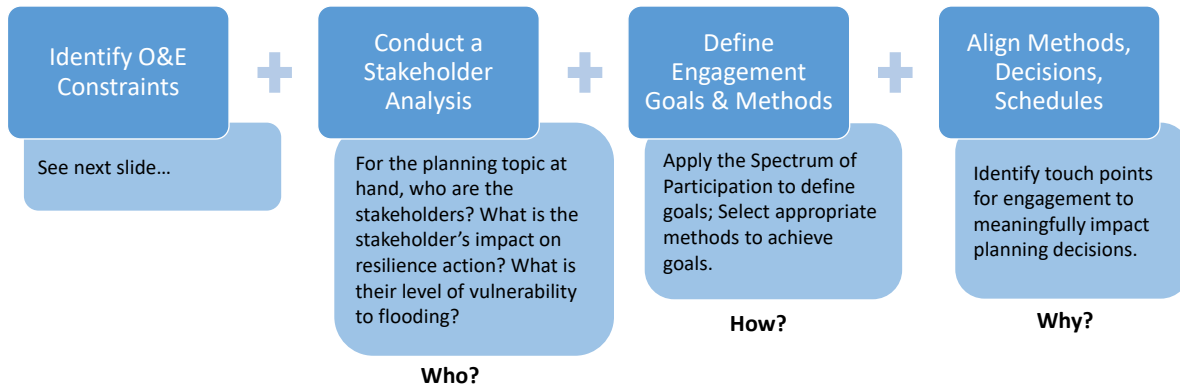 Identify O&E
Constraints
See next slide…
Conduct a
Stakeholder
Analysis
For the planning topic at
hand, who are the
stakeholders? What is the
stakeholder’s impact on
resilience action? What is
their level of vulnerability
to flooding?
Who?
Define
Engagement
Goals & Methods
Apply the Spectrum of
Participation to define
goals; Select appropriate
methods to achieve
goals.
How?
Align Methods,
Decisions,
Schedules
Identify touch points
for engagement to
meaningfully impact
planning decisions.
Why?